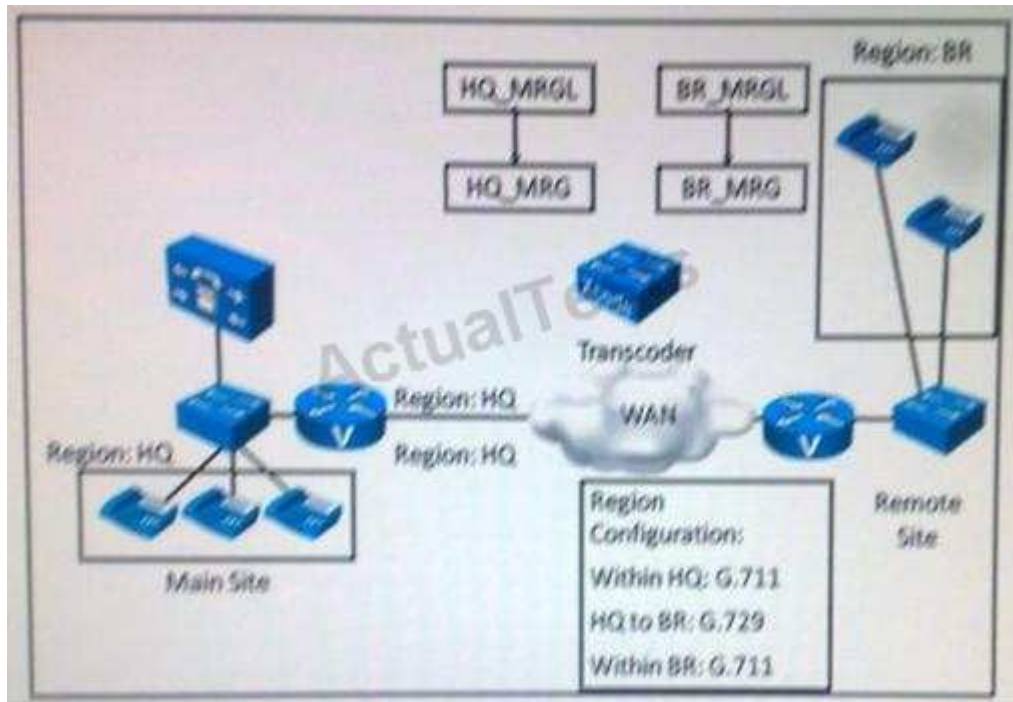 Region: BR
HQ_MRGL
BR_MRGL
HQ_MRG
BR_MRG
Transcoder
WAN
Region: HQ
Region: HQ
Region: HQ
V
V
Main Site
Remote
Site
Region
Configuration:
Within HQ: G.711
HQ to BR: G.729
Within BR: G.711